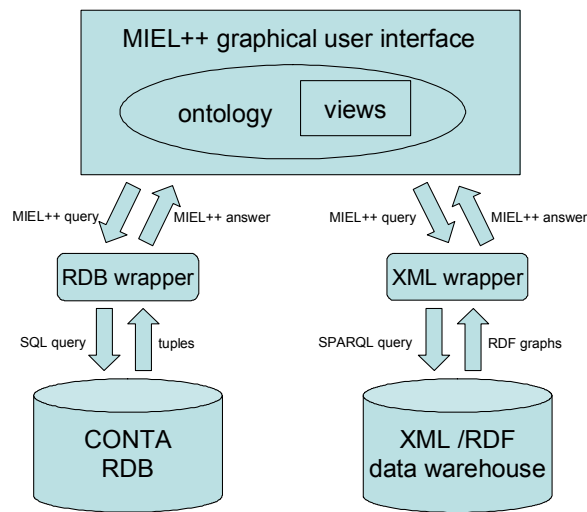 MIEL++ graphical user interface
ontology
views
MIEL++ query
MIEL++ answer
MIEL++ query
MIEL++ answer
RDB wrapper
XML wrapper
SQL query
tuples
SPARQL query
RDF graphs
CONTA
RDB
XML /RDF
data warehouse